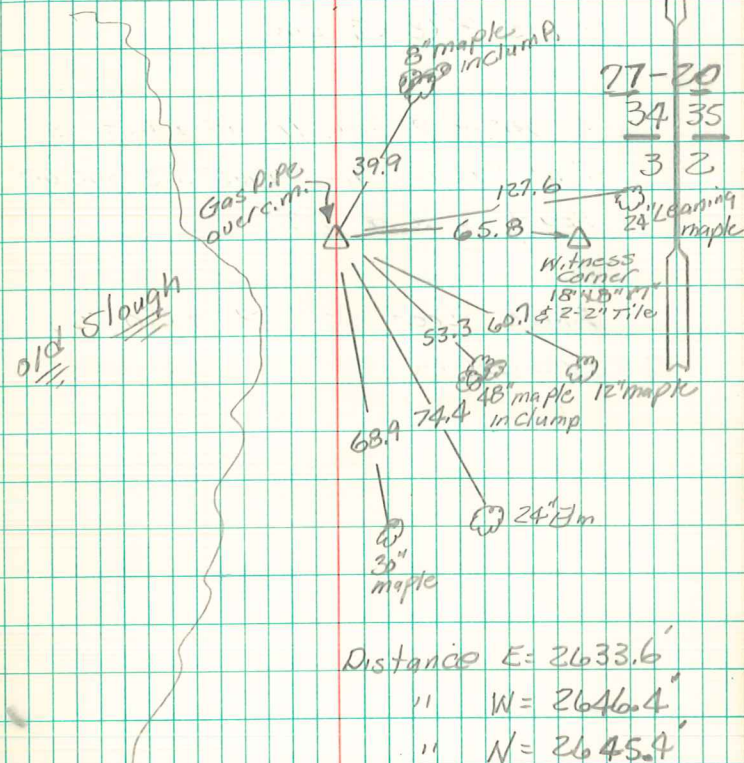 8" maple
in clump.
77-20
34 35
3 2
39.9
Gas Pipe
over c.m.
127.6
24" Leaning
maple
65.8
Witness
Corner
18"x8"m"
& 2-2" Tile
Old Slough
53.3
60.7
48" maple
in clump
12" maple
74.4
68.9
24" Elm
30"
maple
Distance E= 2633.6'
" W= 2646.4'
" N= 2645.4'